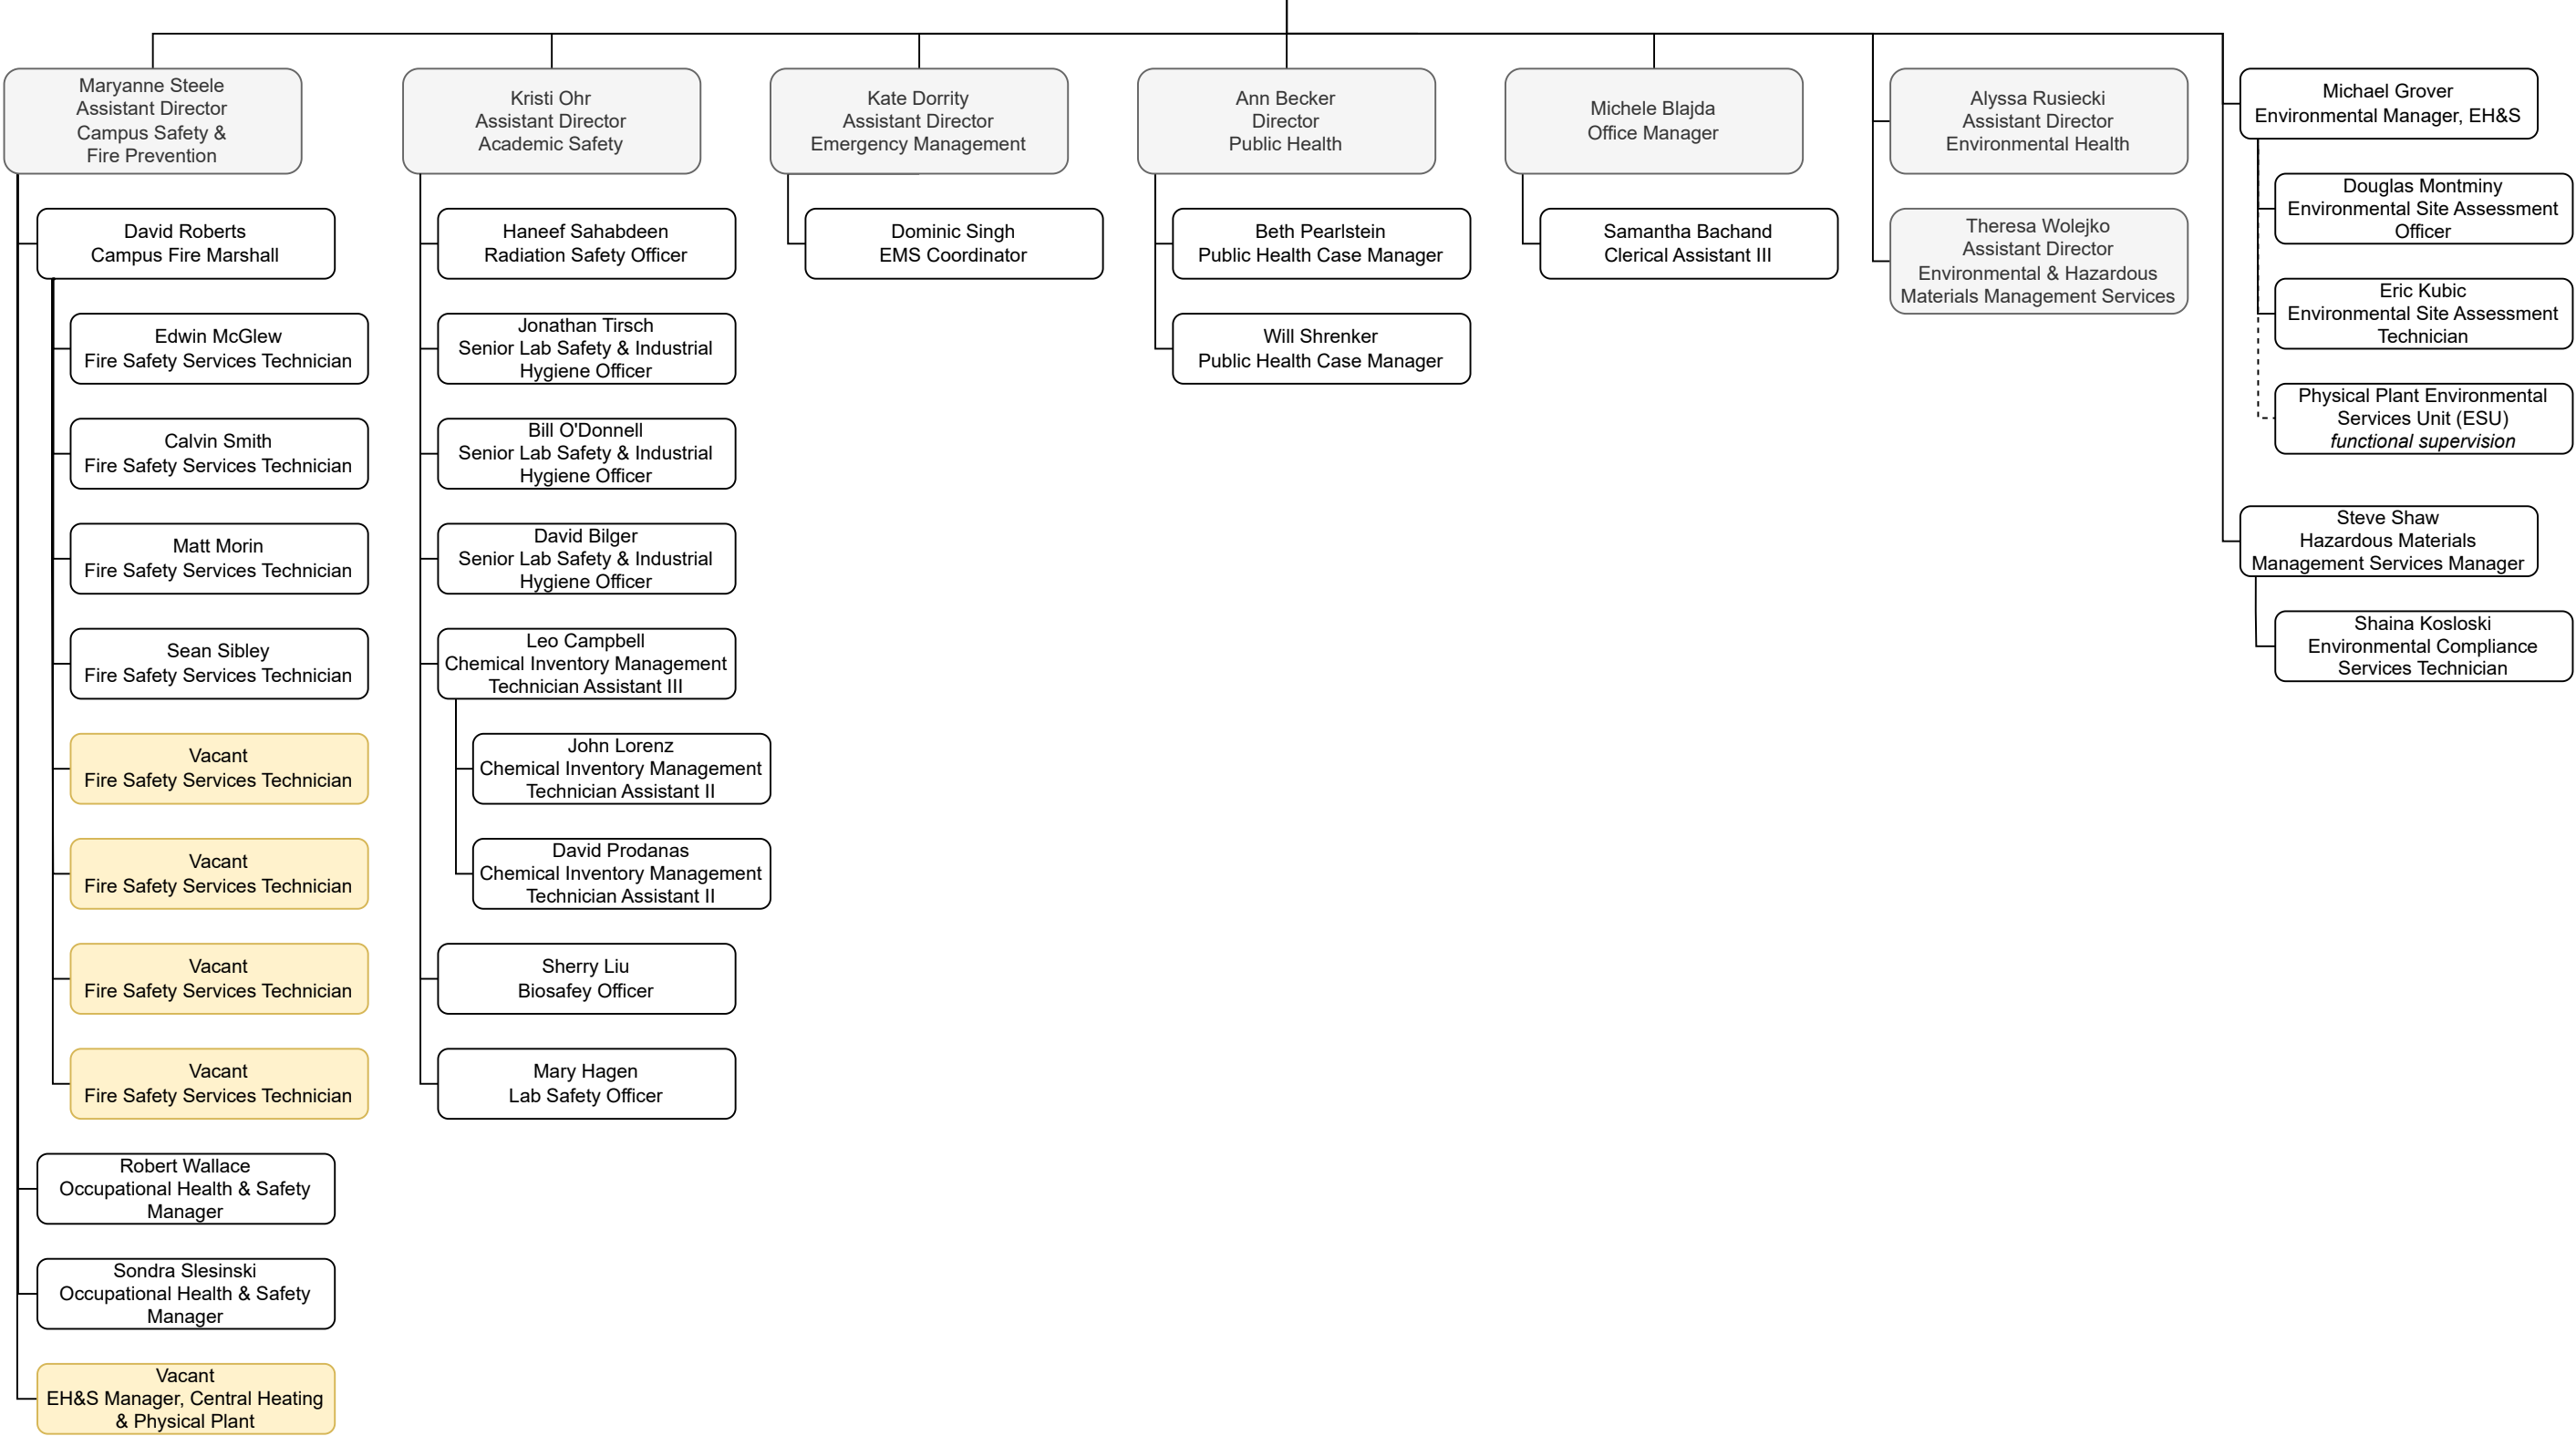 Maryanne Steele
Assistant Director
Campus Safety &
Fire Prevention
David Roberts
Campus Fire Marshall
Edwin McGlew
Fire Safety Services Technician
Calvin Smith
Fire Safety Services Technician
Matt Morin
Fire Safety Services Technician
Sean Sibley
Fire Safety Services Technician
Vacant
Fire Safety Services Technician
Vacant
Fire Safety Services Technician
Vacant
Fire Safety Services Technician
Vacant
Fire Safety Services Technician
Robert Wallace
Occupational Health & Safety
Manager
Sondra Slesinski
Occupational Health & Safety
Manager
Vacant
EH&S Manager, Central Heating
& Physical Plant
Kristi Ohr
Assistant Director
Academic Safety
Haneef Sahabdeen
Radiation Safety Officer
Jonathan Tirsch
Senior Lab Safety & Industrial
Hygiene Officer
Bill O'Donnell
Senior Lab Safety & Industrial
Hygiene Officer
David Bilger
Senior Lab Safety & Industrial
Hygiene Officer
Leo Campbell
Chemical Inventory Management
Technician Assistant III
John Lorenz
Chemical Inventory Management
Technician Assistant II
David Prodanas
Chemical Inventory Management
Technician Assistant II
Sherry Liu
Biosafey Officer
Mary Hagen
Lab Safety Officer
Kate Dorrity
Assistant Director
Emergency Management
Dominic Singh
EMS Coordinator
Ann Becker
Director
Public Health
Beth Pearlstein
Public Health Case Manager
Will Shrenker
Public Health Case Manager
Michele Blajda
Office Manager
Samantha Bachand
Clerical Assistant III
Alyssa Rusiecki
Assistant Director
Environmental Health
Theresa Wolejko
Assistant Director
Environmental & Hazardous
Materials Management Services
Michael Grover
Environmental Manager, EH&S
Douglas Montminy
Environmental Site Assessment
Officer
Eric Kubic
Environmental Site Assessment
Technician
Physical Plant Environmental
Services Unit (ESU)
functional supervision
Steve Shaw
Hazardous Materials
Management Services Manager
Shaina Kosloski
Environmental Compliance
Services Technician